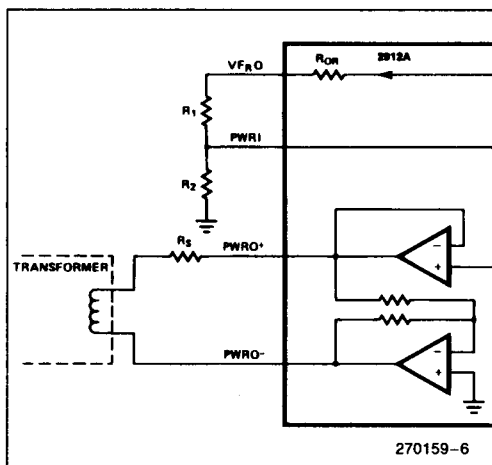 VFRO
ROR
2912A
R1
PWRI
R2
RS
PWRO+
TRANSFORMER
−
+
−
+
PWRO−
270159-6